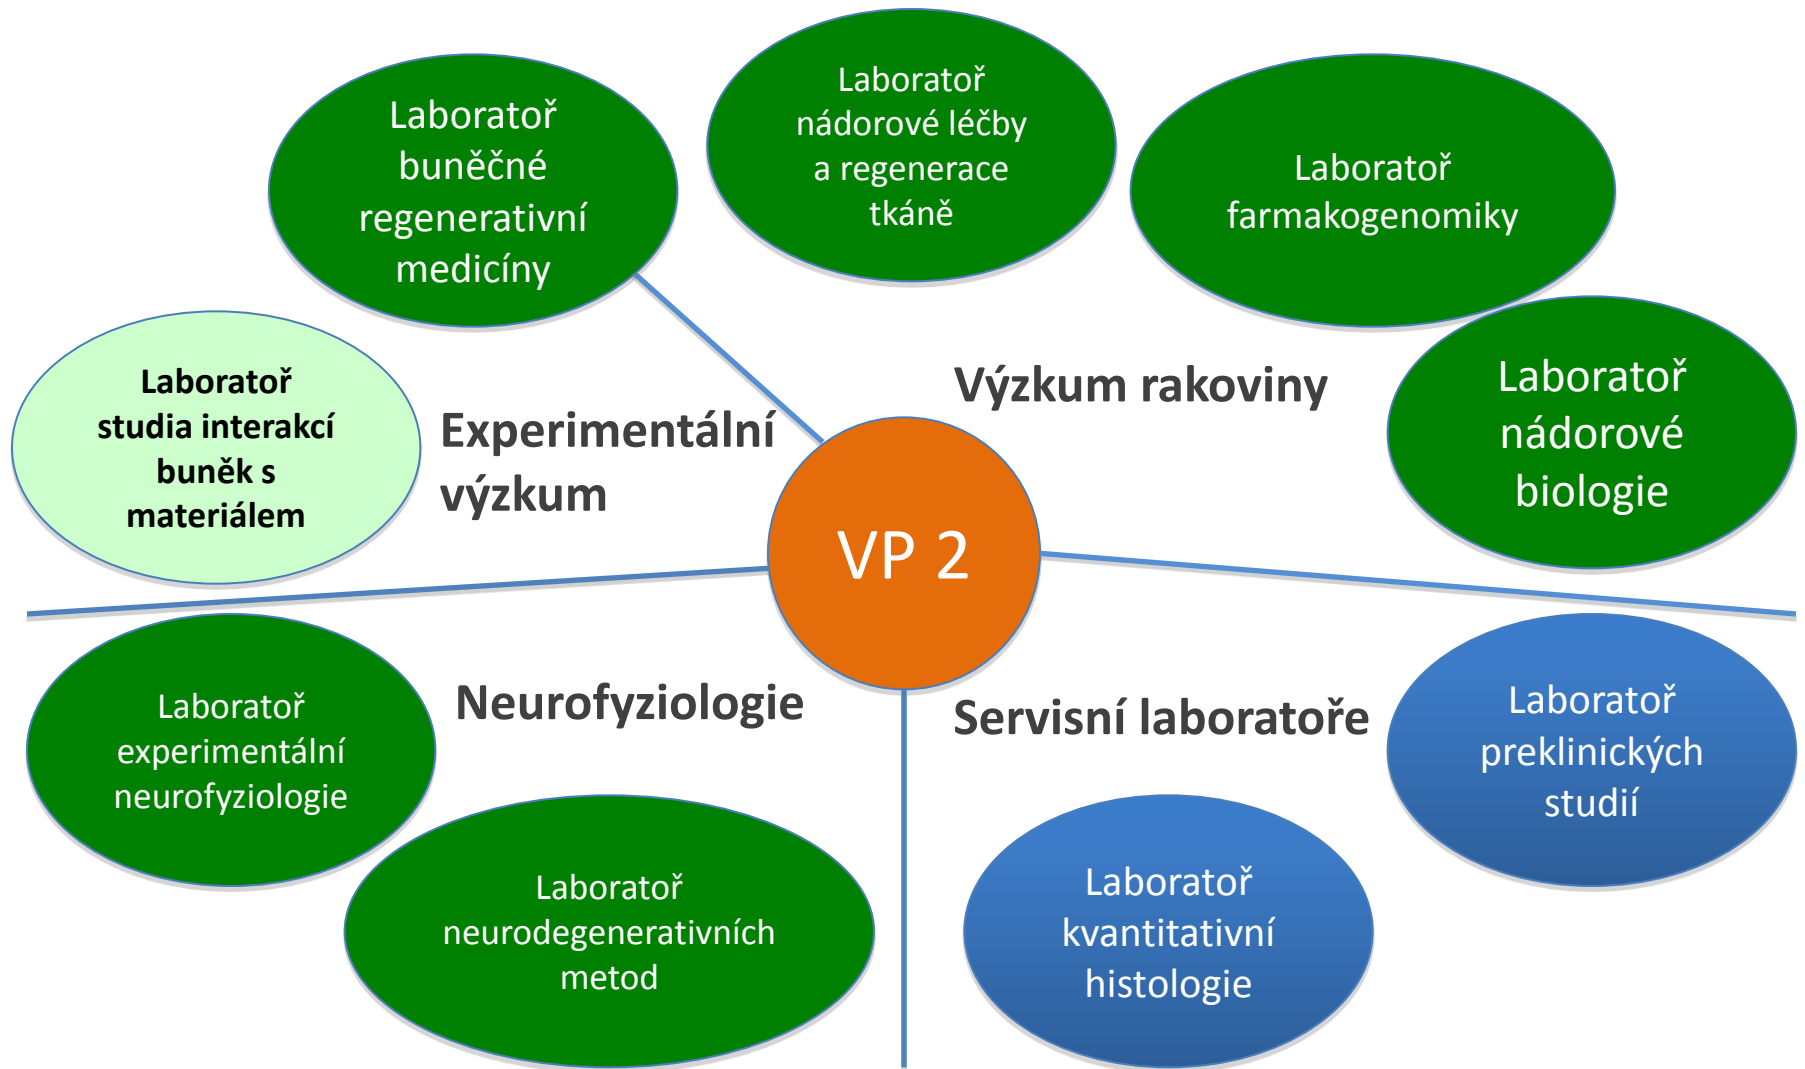 Laboratoř
buněčné
regenerativní
medicíny
Laboratoř
nádorové léčby
a regenerace
tkáně
Laboratoř
farmakogenomiky
Laboratoř
studia interakcí
buněk s
materiálem
Experimentální
výzkum
Výzkum rakoviny
Laboratoř
nádorové
biologie
VP 2
Laboratoř
experimentální
neurofyziologie
Neurofyziologie
Servisní laboratoře
Laboratoř
preklinických
studií
Laboratoř
neurodegenerativních
metod
Laboratoř
kvantitativní
histologie